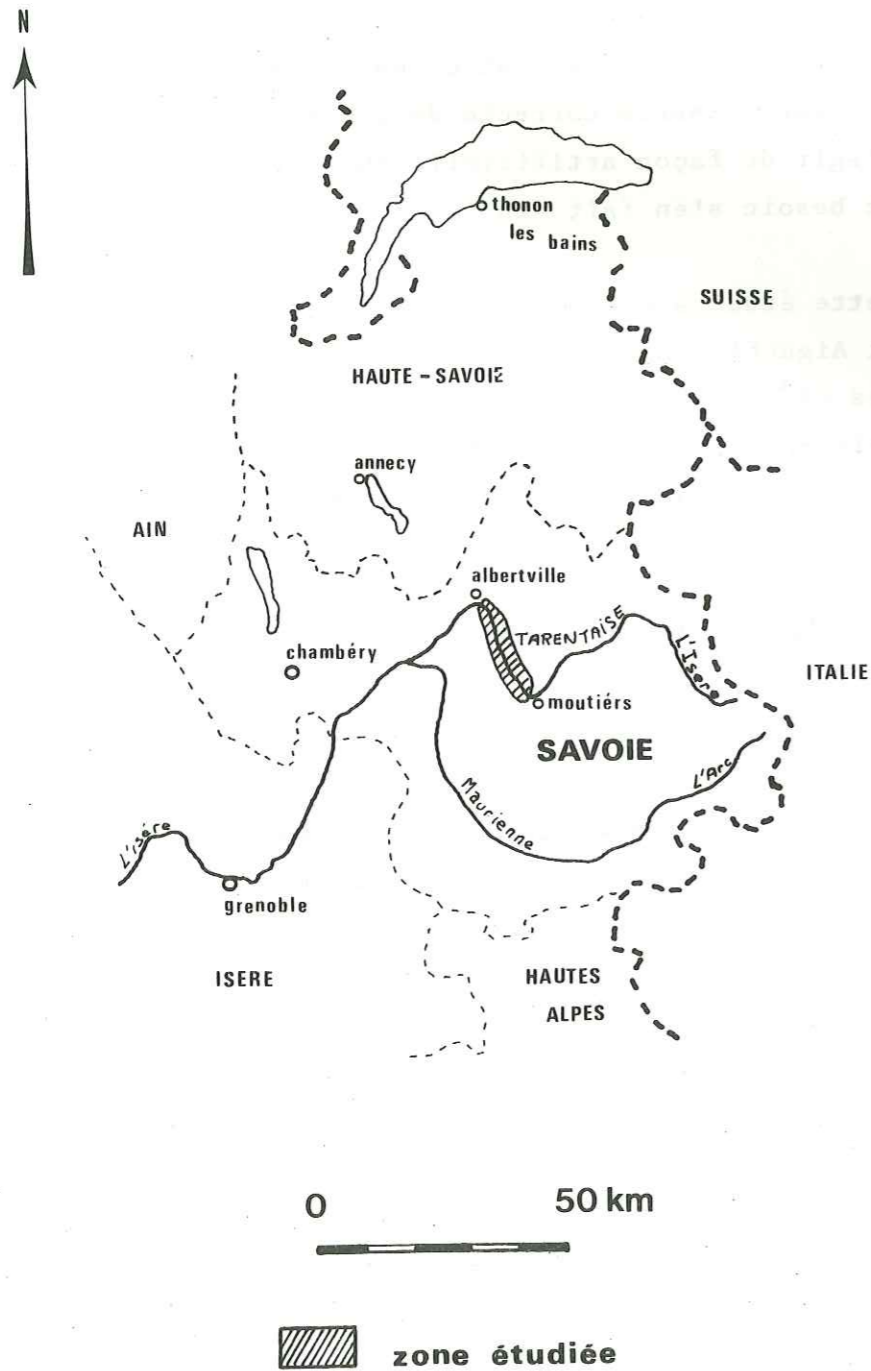 N
thonon
les bains
SUISSE
HAUTE - SAVOIE
annecy
AIN
albertville
TARENTAISE
L'Isère
chambéry
ITALIE
moutiérs
SAVOIE
L'Arc
Maurienne
L'isére
grenoble
ISERE
HAUTES
ALPES
0 50 km
zone étudiée